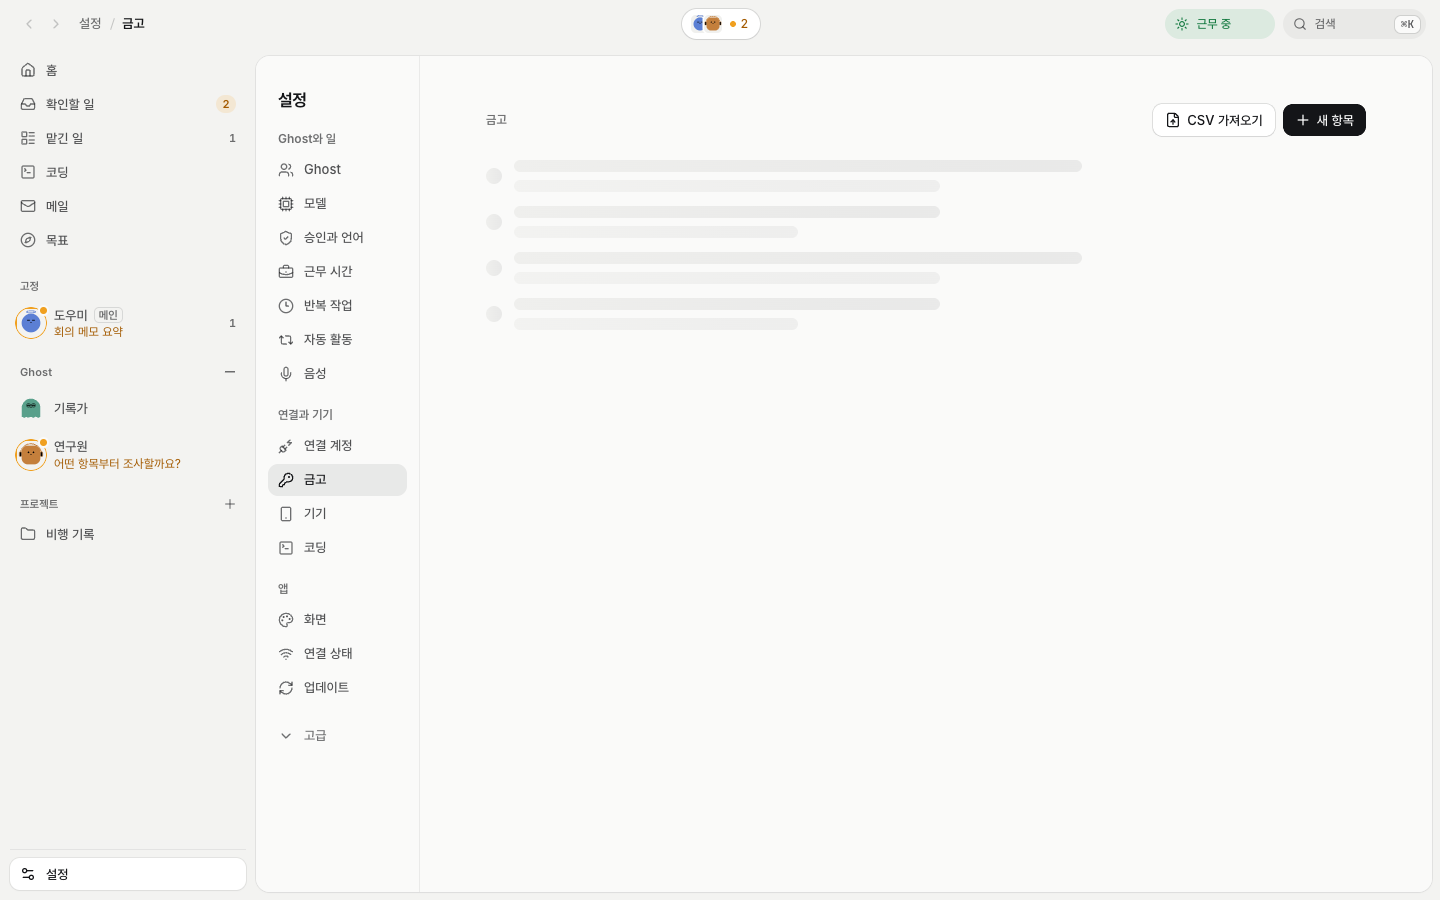 설정 / 금고
2
근무 중
검색
⌘K
홈
확인할 일
2
맡긴 일
1
코딩
메일
목표
고정
도우미
메인
회의 메모 요약
1
Ghost
기록가
연구원
어떤 항목부터 조사할까요?
프로젝트
비행 기록
설정
설정
Ghost와 일
Ghost
모델
승인과 언어
근무 시간
반복 작업
자동 활동
음성
연결과 기기
연결 계정
금고
기기
코딩
앱
화면
연결 상태
업데이트
고급
금고
CSV 가져오기
새 항목